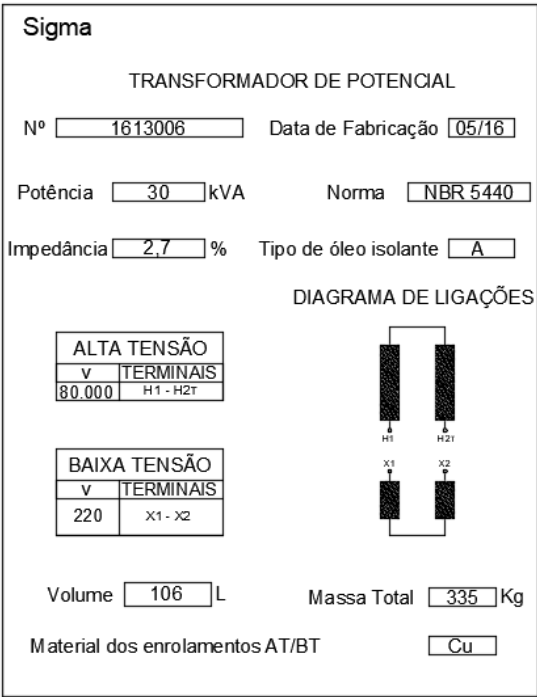 Sigma
TRANSFORMADOR DE POTENCIAL
Nº 1613006 Data de Fabricação 05/16
Potência 30 kVA Norma NBR 5440
Impedância 2,7 % Tipo de óleo isolante A
DIAGRAMA DE LIGAÇÕES
ALTA TENSÃO
V TERMINAIS
80.000 H1 - H2T
H1 H2T
BAIXA TENSÃO
V TERMINAIS
220 X1 - X2
X1 X2
Volume 106 L Massa Total 335 Kg
Material dos enrolamentos AT/BT Cu